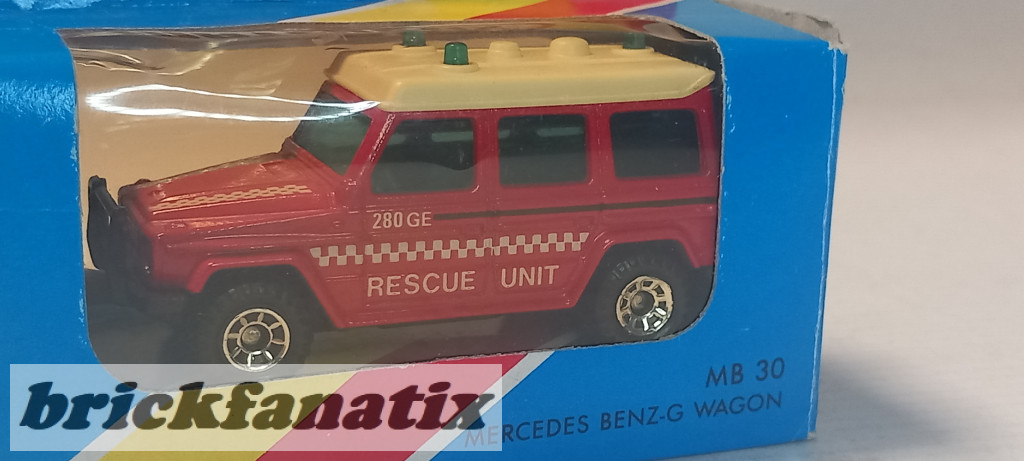 280 GE
RESCUE UNIT
MB 30
MERCEDES BENZ-G WAGON
brickfanatix